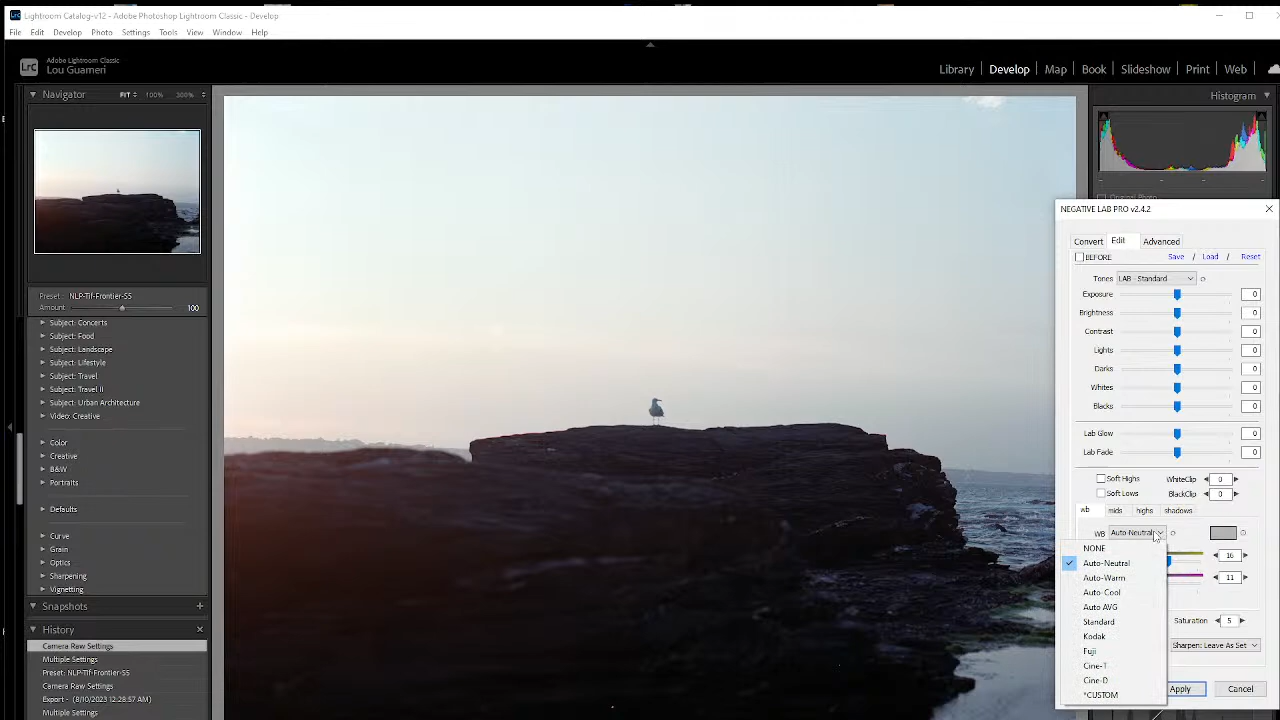 Lightroom Catalog-v12 - Adobe Photoshop Lightroom Classic - Develop
File Edit Develop Photo Settings Tools View Window Help
LrC Adobe Lightroom Classic
Lou Guarneri
Library | Develop | Map | Book | Slideshow | Print | Web
Navigator FIT 100% 300%
Preset: NLP-Tif-Frontier-S5
Amount 100
Subject: Concerts
Subject: Food
Subject: Landscape
Subject: Lifestyle
Subject: Travel
Subject: Travel II
Subject: Urban Architecture
Video: Creative
Color
Creative
B&W
Portraits
Defaults
Curve
Grain
Optics
Sharpening
Vignetting
Snapshots +
History
Camera Raw Settings
Multiple Settings
Preset: NLP-Tif-Frontier-S5
Camera Raw Settings
Export - 8/10/2023 12:28:57 AM
Multiple Settings
Histogram
Original Photo
NEGATIVE LAB PRO v2.4.2
Convert Edit Advanced
BEFORE Save / Load / Reset
Tones LAB - Standard
Exposure 0
Brightness 0
Contrast 0
Lights 0
Darks 0
Whites 0
Blacks 0
Lab Glow 0
Lab Fade 0
Soft Highs WhiteClip 0
Soft Lows BlackClip 0
wb mids highs shadows
WB Auto-Neutral
16
11
NONE
Auto-Neutral
Auto-Warm
Auto-Cool
Auto AVG
Standard
Kodak
Fuji
Cine-T
Cine-D
*CUSTOM
Saturation 5
Sharpen: Leave As Set
Apply Cancel